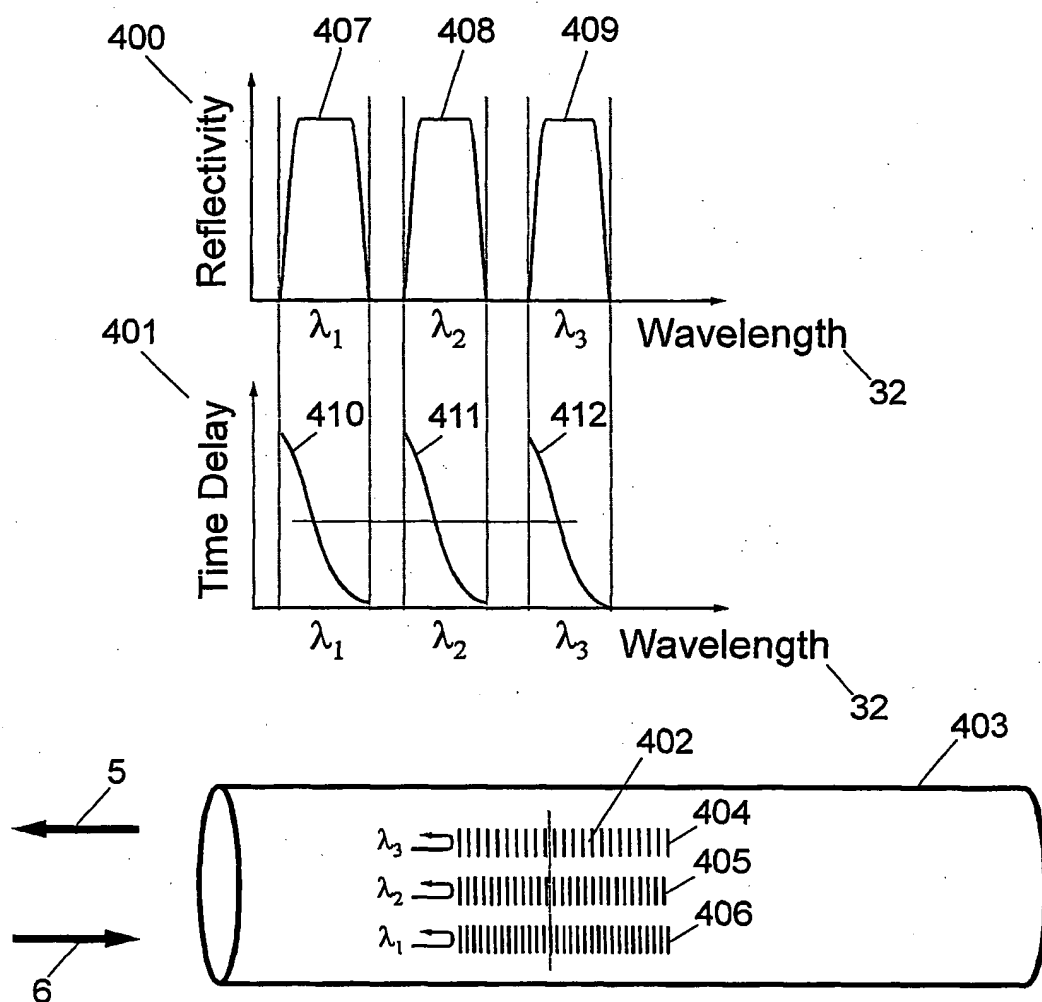 400
407
408
409
Reflectivity
λ1
λ2
λ3
Wavelength
32
401
410
411
412
Time Delay
λ1
λ2
λ3
Wavelength
32
402
403
5
404
λ3
405
λ2
406
λ1
6